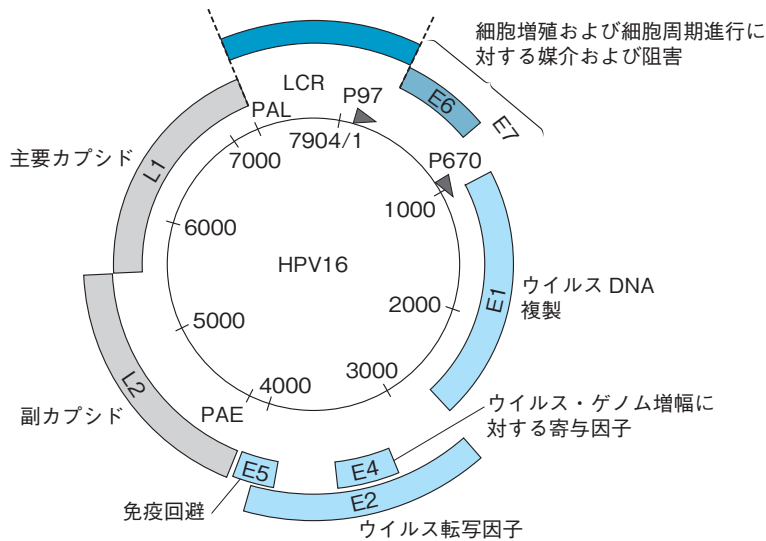 細胞増殖および細胞周期進行に
対する媒介および阻害
LCR
P97
E6
E7
PAL
7904/1
P670
7000
1000
主要カプシド
L1
6000
HPV16
E1
ウイルス DNA
複製
2000
5000
L2
3000
4000
PAE
副カプシド
ウイルス・ゲノム増幅に
対する寄与因子
E5
E4
E2
免疫回避
ウイルス転写因子